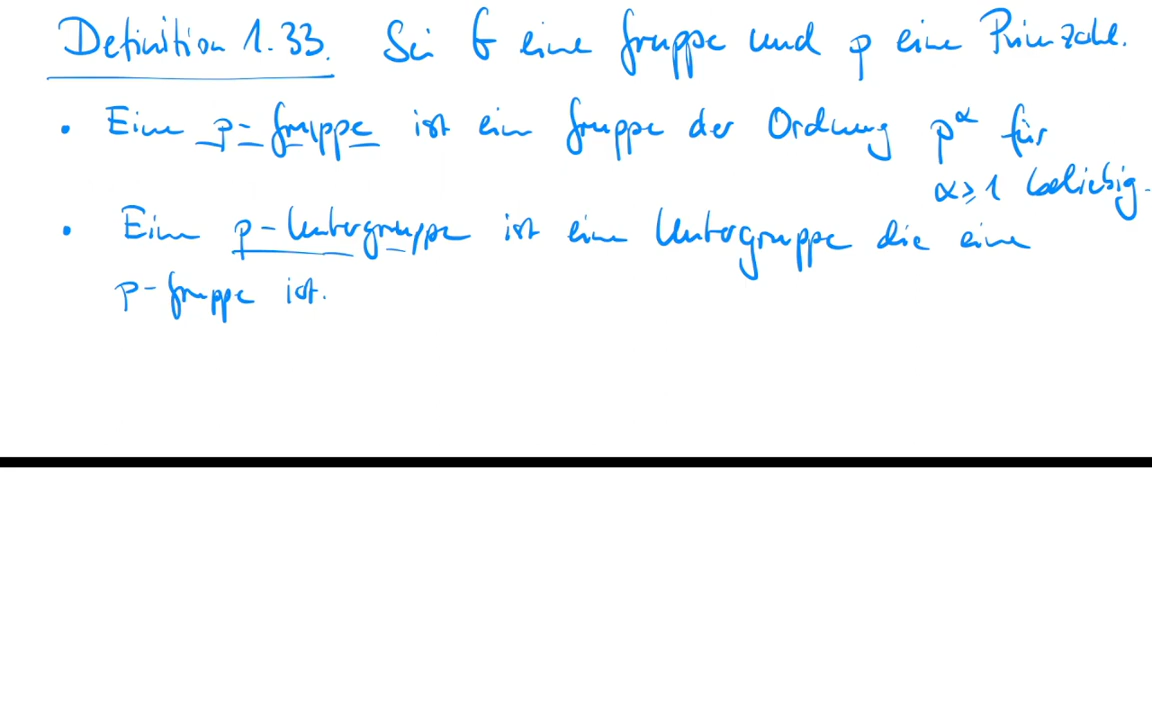 Definition 1.33. Sei G eine Gruppe und p eine Primzahl.
• Eine p-Gruppe ist ein Gruppe der Ordnung p^α für
α ≥ 1 beliebig.
• Eine p-Untergruppe ist eine Untergruppe die eine
p-Gruppe ist.